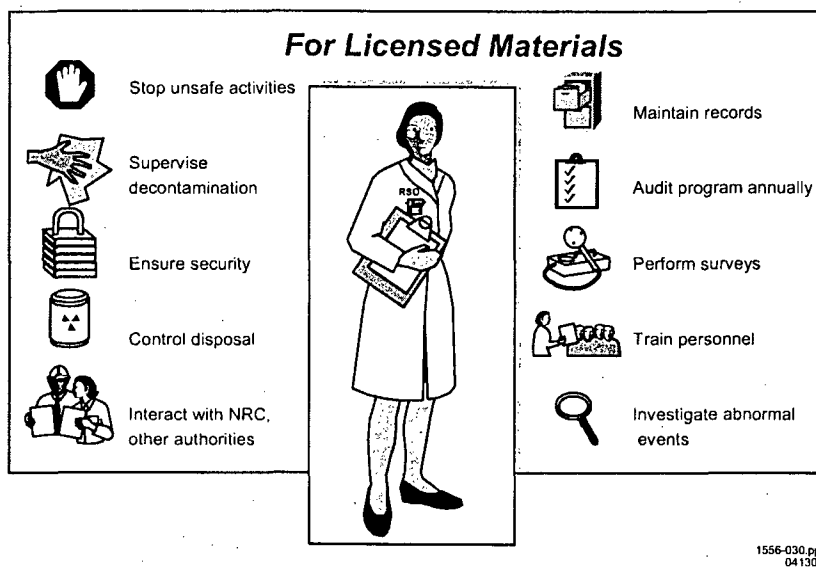 For Licensed Materials
Stop unsafe activities
Supervise
decontamination
Ensure security
Control disposal
Interact with NRC,
other authorities
RSO
Maintain records
Audit program annually
Perform surveys
Train personnel
Investigate abnormal
events
1556-030.pp
04130